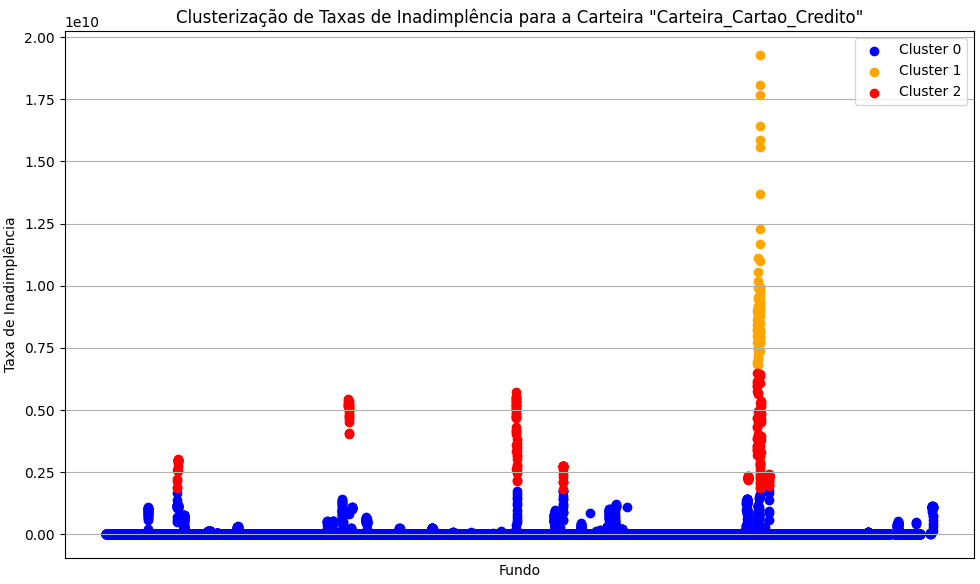 Clusterização de Taxas de Inadimplência para a Carteira "Carteira_Cartao_Credito"
1e10
2.00
1.75
1.50
1.25
1.00
0.75
0.50
0.25
0.00
Taxa de Inadimplência
Cluster 0
Cluster 1
Cluster 2
Fundo